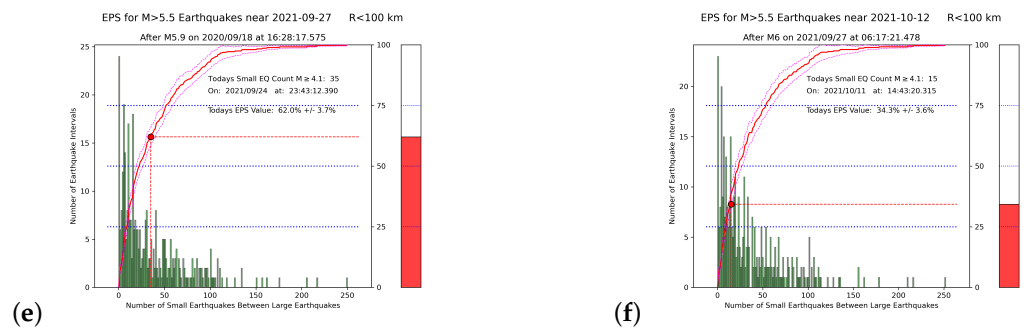 EPS for M>5.5 Earthquakes near 2021-09-27 R<100 km
After M5.9 on 2020/09/18 at 16:28:17.575
Todays Small EQ Count M ≥ 4.1: 35
On: 2021/09/24 at: 23:43:12.390
Todays EPS Value: 62.0% +/- 3.7%
Number of Earthquake Intervals
25
20
15
10
5
0
100
75
50
25
0
0 50 100 150 200 250
Number of Small Earthquakes Between Large Earthquakes
(e)
EPS for M>5.5 Earthquakes near 2021-10-12 R<100 km
After M6 on 2021/09/27 at 06:17:21.478
Todays Small EQ Count M ≥ 4.1: 15
On: 2021/10/11 at: 14:43:20.315
Todays EPS Value: 34.3% +/- 3.6%
Number of Earthquake Intervals
20
15
10
5
0
100
75
50
25
0
0 50 100 150 200 250
Number of Small Earthquakes Between Large Earthquakes
(f)